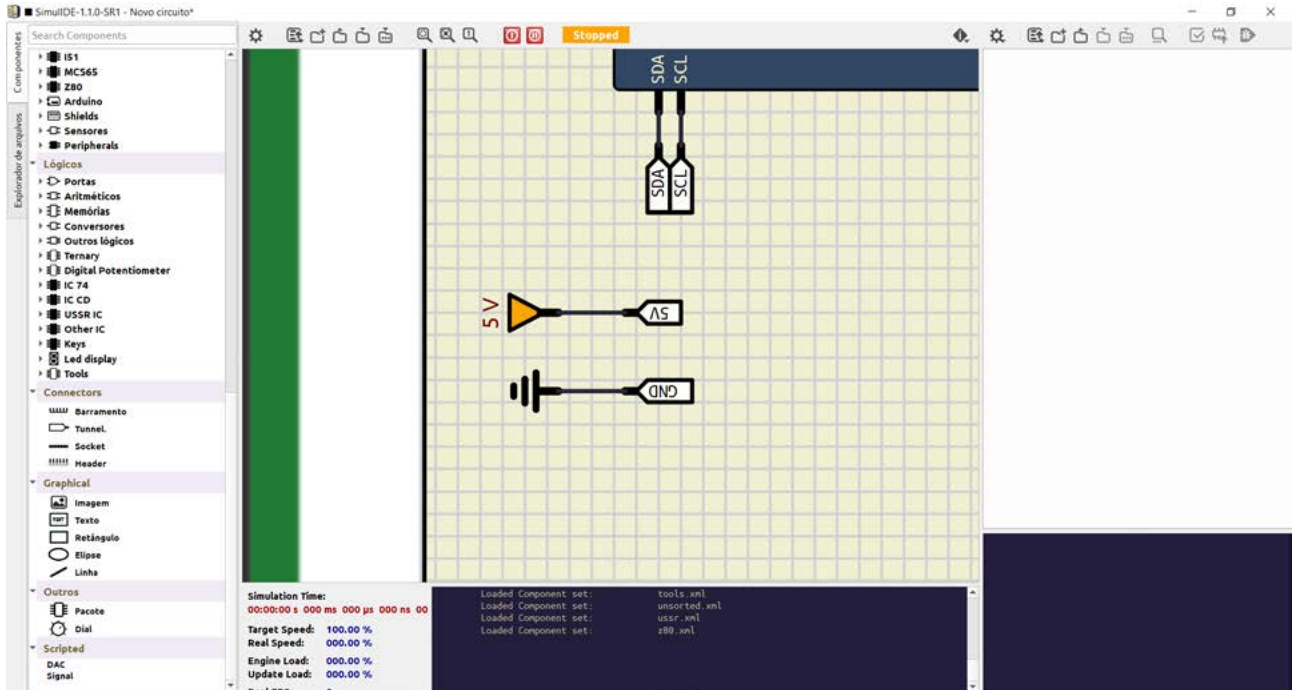 SimulIDE-1.1.0-SR1 - Novo circuito*
Componentes
Explorador de arquivos
Search Components
I51
MCS65
Z80
Arduino
Shields
Sensores
Peripherals
Lógicos
Portas
Aritméticos
Memórias
Conversores
Outros lógicos
Ternary
Digital Potentiometer
IC 74
IC CD
USSR IC
Other IC
Keys
Led display
Tools
Connectors
Barramento
Tunnel.
Socket
Header
Graphical
Imagem
TEXT Texto
Retângulo
Elipse
Linha
Outros
Pacote
Dial
Scripted
DAC
Signal
Stopped
SDA
SCL
SDA
SCL
5 V
5V
GND
Simulation Time:
00:00:00 s 000 ms 000 µs 000 ns 00
Target Speed: 100.00 %
Real Speed: 000.00 %
Engine Load: 000.00 %
Update Load: 000.00 %
Loaded Component set: tools.xml
Loaded Component set: unsorted.xml
Loaded Component set: ussr.xml
Loaded Component set: z80.xml